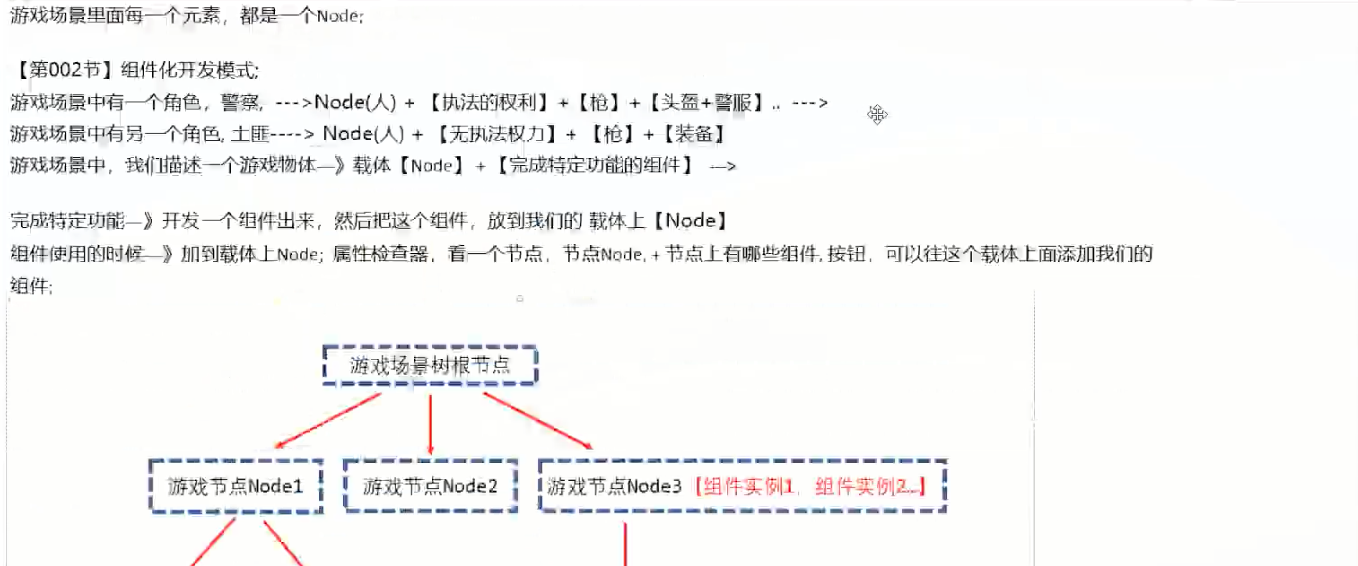 游戏场景里面每一个元素，都是一个Node;
【第002节】组件化开发模式;
游戏场景中有一个角色，警察, --->Node(人) + 【执法的权利】+【枪】+【头盔+警服】.. --->
游戏场景中有另一个角色, 土匪----> Node(人) + 【无执法权力】+ 【枪】+【装备】
游戏场景中，我们描述一个游戏物体—》载体【Node】+【完成特定功能的组件】 —>
完成特定功能—》开发一个组件出来，然后把这个组件，放到我们的 载体上【Node】
组件使用的时候—》加到载体上Node; 属性检查器，看一个节点，节点Node, + 节点上有哪些组件, 按钮，可以往这个载体上面添加我们的
组件;
游戏场景树根节点
游戏节点Node1
游戏节点Node2
游戏节点Node3【组件实例1，组件实例2...】